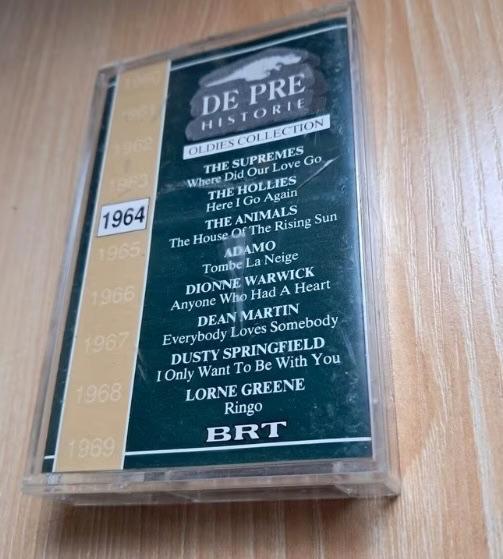 DE PRE
HISTORIE
OLDIES COLLECTION
THE SUPREMES
Where Did Our Love Go
THE HOLLIES
Here I Go Again
THE ANIMALS
The House Of The Rising Sun
ADAMO
Tombe La Neige
DIONNE WARWICK
Anyone Who Had A Heart
DEAN MARTIN
Everybody Loves Somebody
DUSTY SPRINGFIELD
I Only Want To Be With You
LORNE GREENE
Ringo
BRT
1962
1963
1964
1965
1966
1967
1968
1969